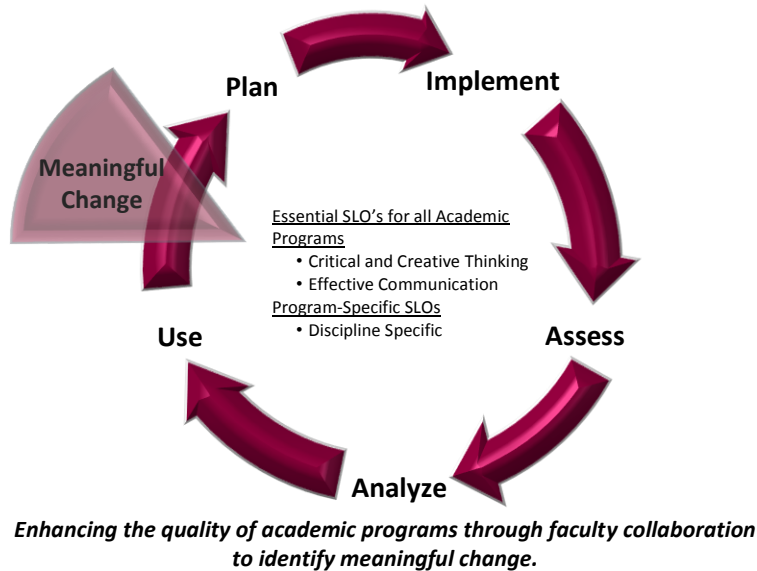 Plan
Implement
Meaningful
Change
Essential SLO's for all Academic
Programs
• Critical and Creative Thinking
• Effective Communication
Program-Specific SLOs
• Discipline Specific
Use
Assess
Analyze
Enhancing the quality of academic programs through faculty collaboration
to identify meaningful change.